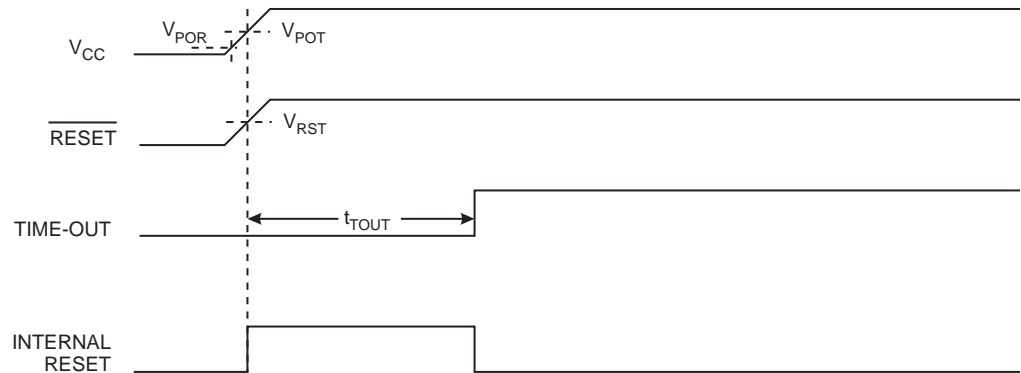 V_POR
V_POT
V_CC
RESET
V_RST
TIME-OUT
t_TOUT
INTERNAL
RESET